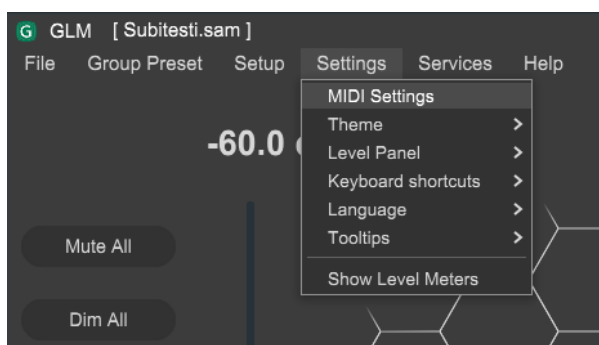 G GLM [ Subitesti.sam ]
File Group Preset Setup Settings Services Help
MIDI Settings
Theme
-60.0
Level Panel
Keyboard shortcuts
Language
Tooltips
Mute All
Show Level Meters
Dim All